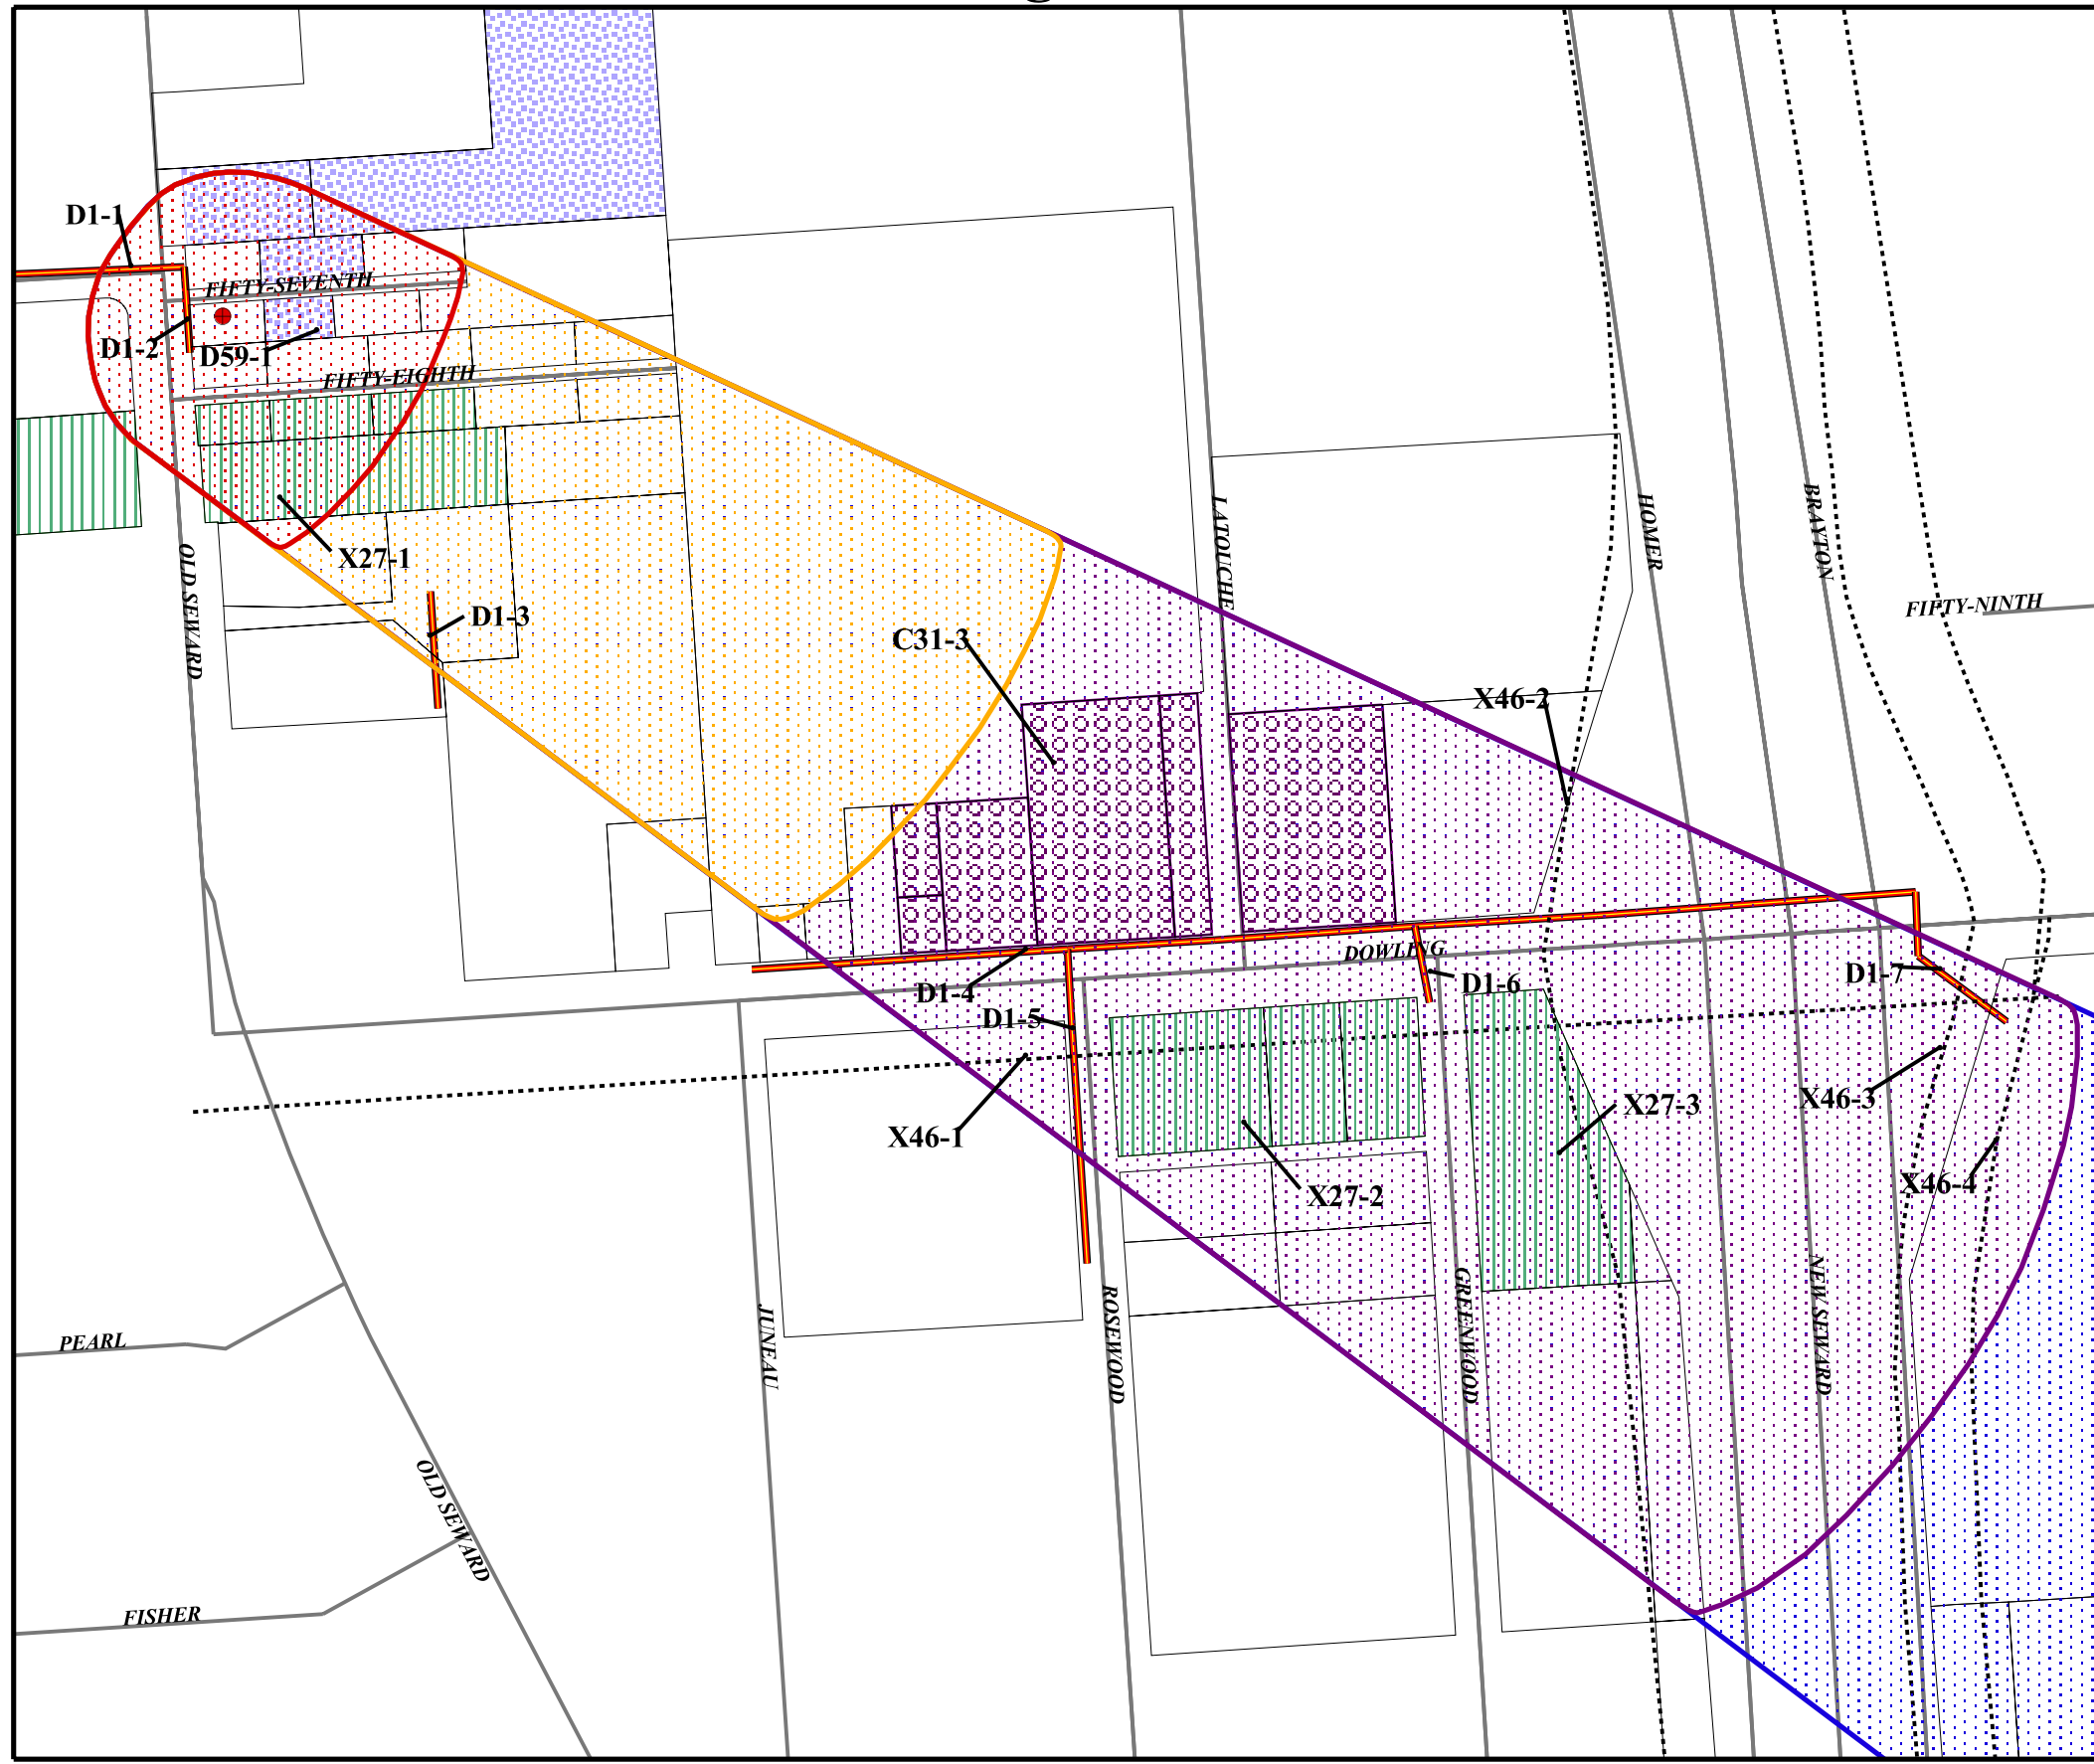 D1-1
FIFTY-SEVENTH
D1-2
D59-1
FIFTY-EIGHTH
LATOUCHE
HOMER
BRAYTON
X27-1
OLD SEWARD
D1-3
FIFTY-NINTH
C31-3
X46-2
DOWLING
D1-4
D1-6
D1-7
D1-5
X46-1
X27-3
X46-3
X27-2
X46-4
PEARL
JUNEAU
ROSEWOOD
GREENWOOD
NEW SEWARD
OLD SEWARD
FISHER